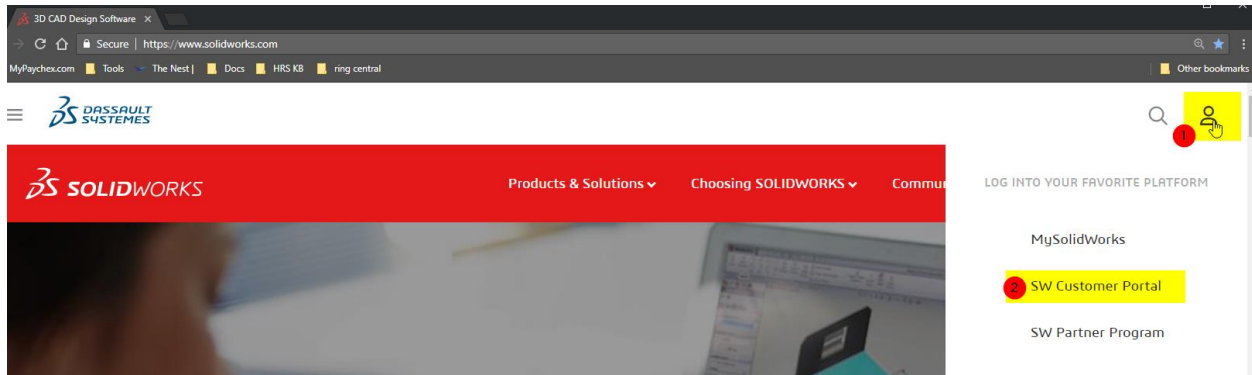 3D CAD Design Software
Secure | https://www.solidworks.com
MyPaychex.com Tools The Nest | Docs HRS KB ring central Other bookmarks
DASSAULT
SYSTEMES
1
SOLIDWORKS Products & Solutions Choosing SOLIDWORKS Commun LOG INTO YOUR FAVORITE PLATFORM
MySolidWorks
2 SW Customer Portal
SW Partner Program